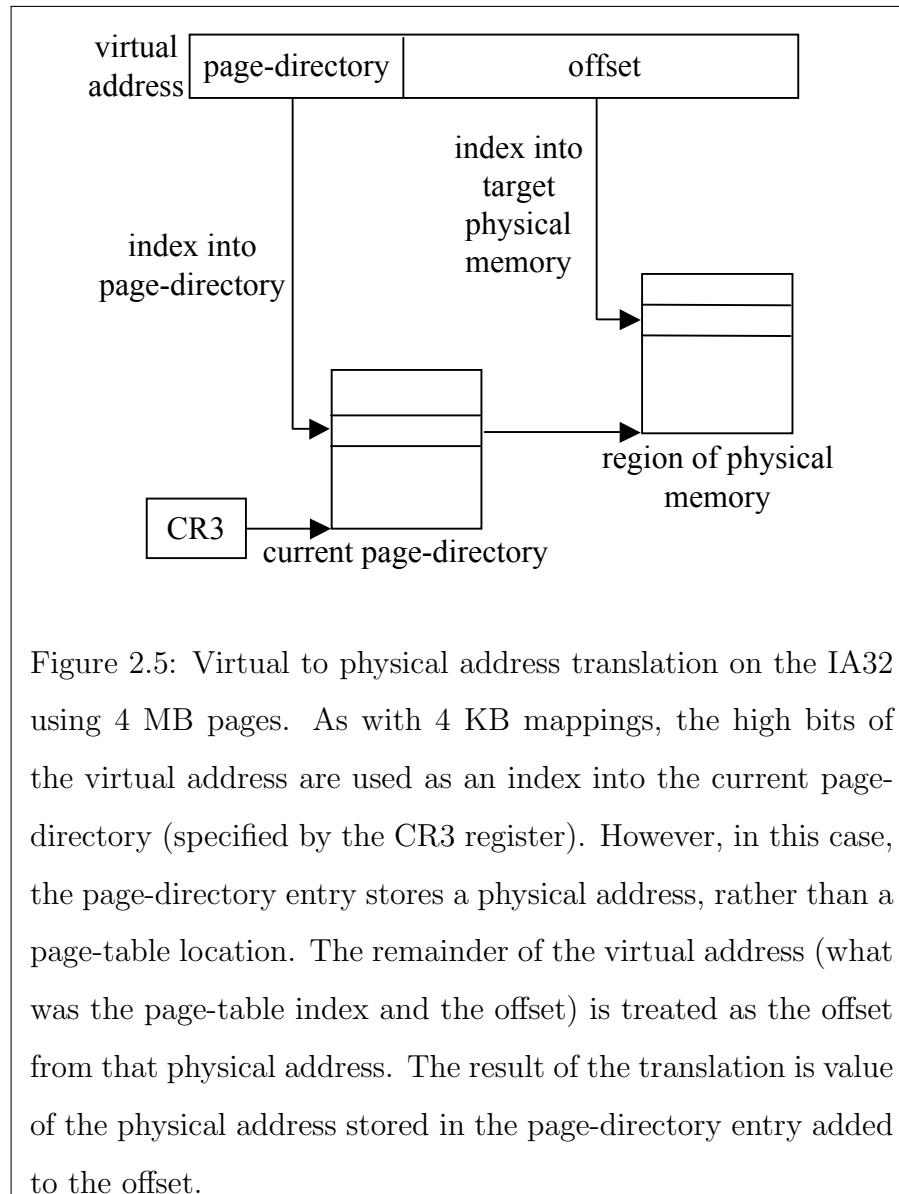 virtual
address
page-directory
offset
index into
target
physical
memory
index into
page-directory
region of physical
memory
CR3
current page-directory
Figure 2.5: Virtual to physical address translation on the IA32
using 4 MB pages. As with 4 KB mappings, the high bits of
the virtual address are used as an index into the current page-
directory (specified by the CR3 register). However, in this case,
the page-directory entry stores a physical address, rather than a
page-table location. The remainder of the virtual address (what
was the page-table index and the offset) is treated as the offset
from that physical address. The result of the translation is value
of the physical address stored in the page-directory entry added
to the offset.